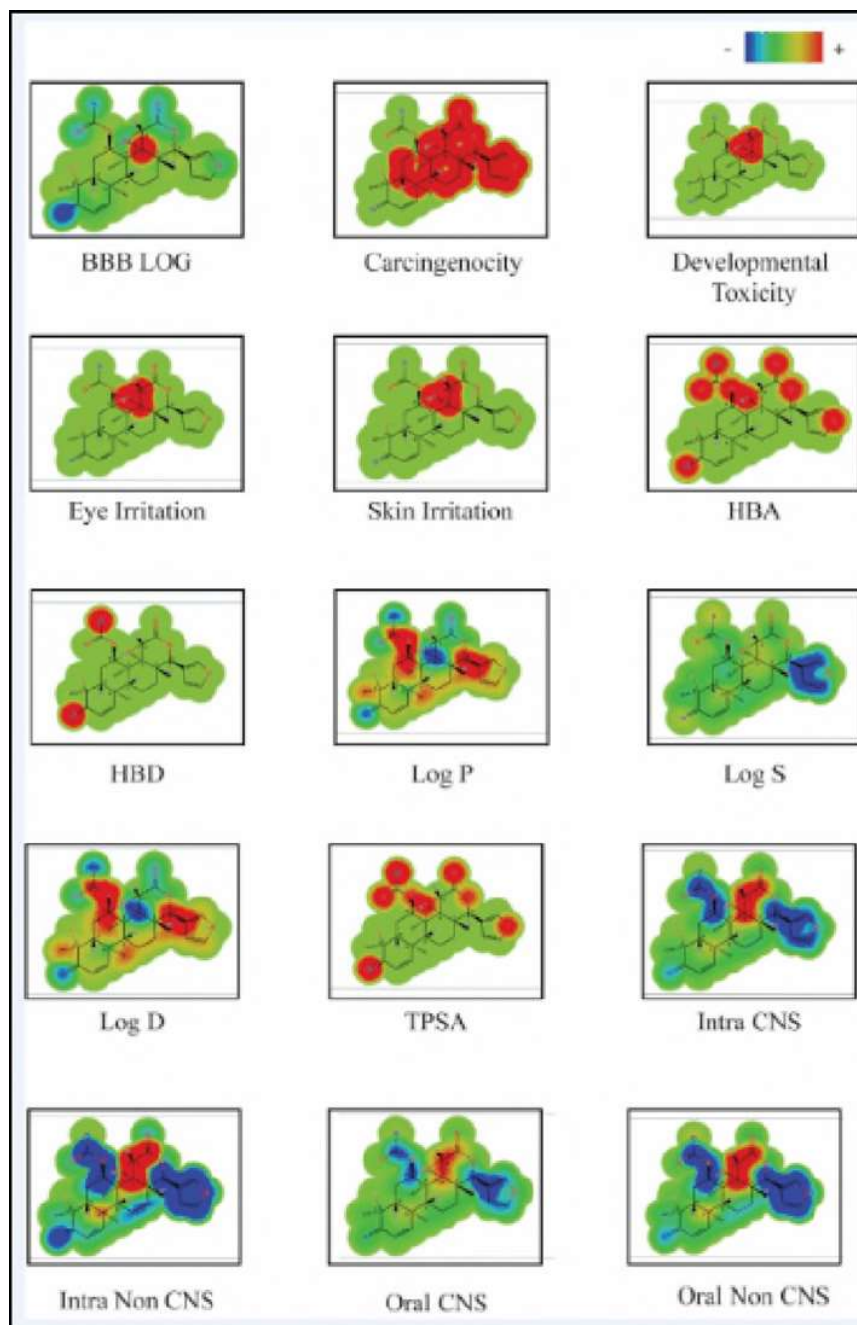 - +
BBB LOG
Carcingenocity
Developmental
Toxicity
Eye Irritation
Skin Irritation
HBA
HBD
Log P
Log S
Log D
TPSA
Intra CNS
Intra Non CNS
Oral CNS
Oral Non CNS